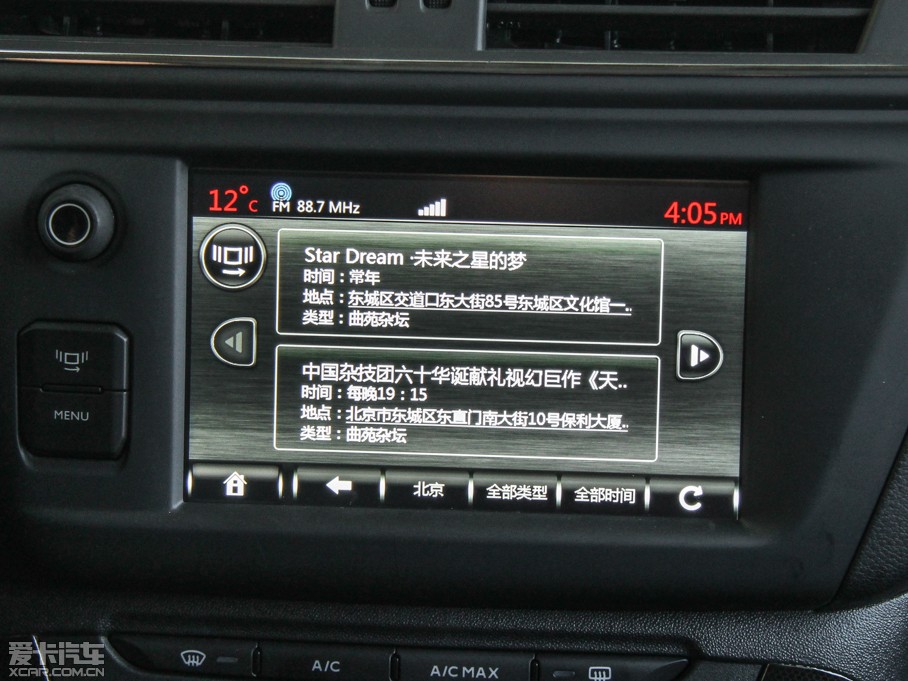 12°C FM 88.7 MHz 4:05PM
Star Dream ·未来之星的梦
时间：常年
地点：东城区交道口东大街85号东城区文化馆一..
类型：曲苑杂坛
中国杂技团六十华诞献礼视幻巨作《天..
时间：每晚19：15
地点：北京市东城区东直门南大街10号保利大厦..
类型：曲苑杂坛
MENU
北京 全部类型 全部时间
A/C
A/C MAX
爱卡汽车
XCAR.COM.CN